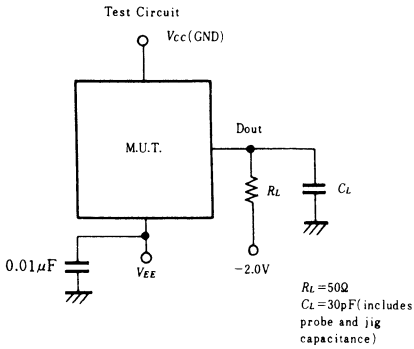 Test Circuit
Vcc(GND)
Dout
M.U.T.
RL
CL
0.01μF
VEE
−2.0V
RL=50Ω
CL=30pF(includes
probe and jig
capacitance)